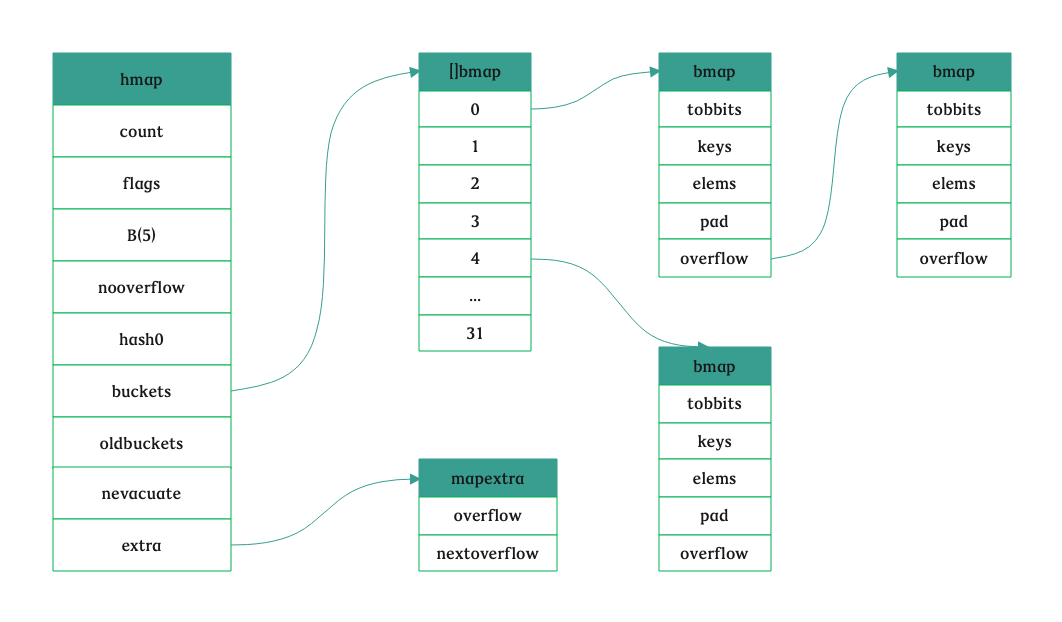 hmap
count
flags
B(5)
nooverflow
hash0
buckets
oldbuckets
nevacuate
extra
[]bmap
0
1
2
3
4
...
31
mapextra
overflow
nextoverflow
bmap
tobbits
keys
elems
pad
overflow
bmap
tobbits
keys
elems
pad
overflow
bmap
tobbits
keys
elems
pad
overflow